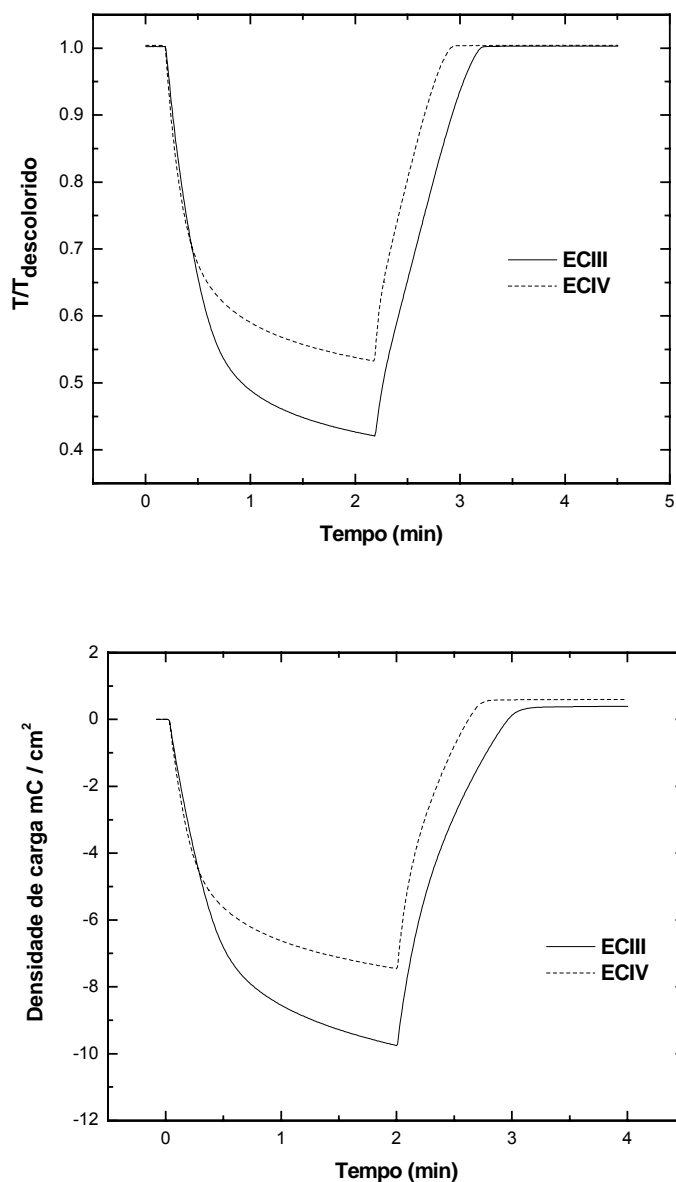 1.0
0.9
0.8
0.7
0.6
0.5
0.4
T/T descolorido
ECIII
ECIV
0 1 2 3 4 5
Tempo (min)
2
0
-2
-4
-6
-8
-10
-12
Densidade de carga mC / cm²
ECIII
ECIV
0 1 2 3 4
Tempo (min)